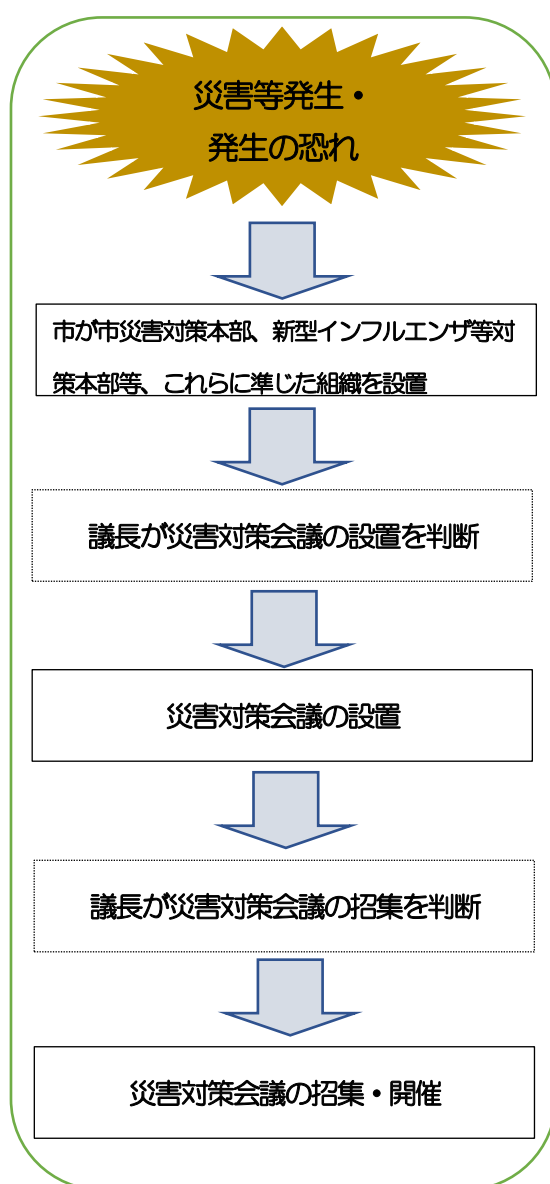 災害等発生・
発生の恐れ
市が市災害対策本部、新型インフルエンザ等対
策本部等、これらに準じた組織を設置
議長が災害対策会議の設置を判断
災害対策会議の設置
議長が災害対策会議の招集を判断
災害対策会議の招集・開催